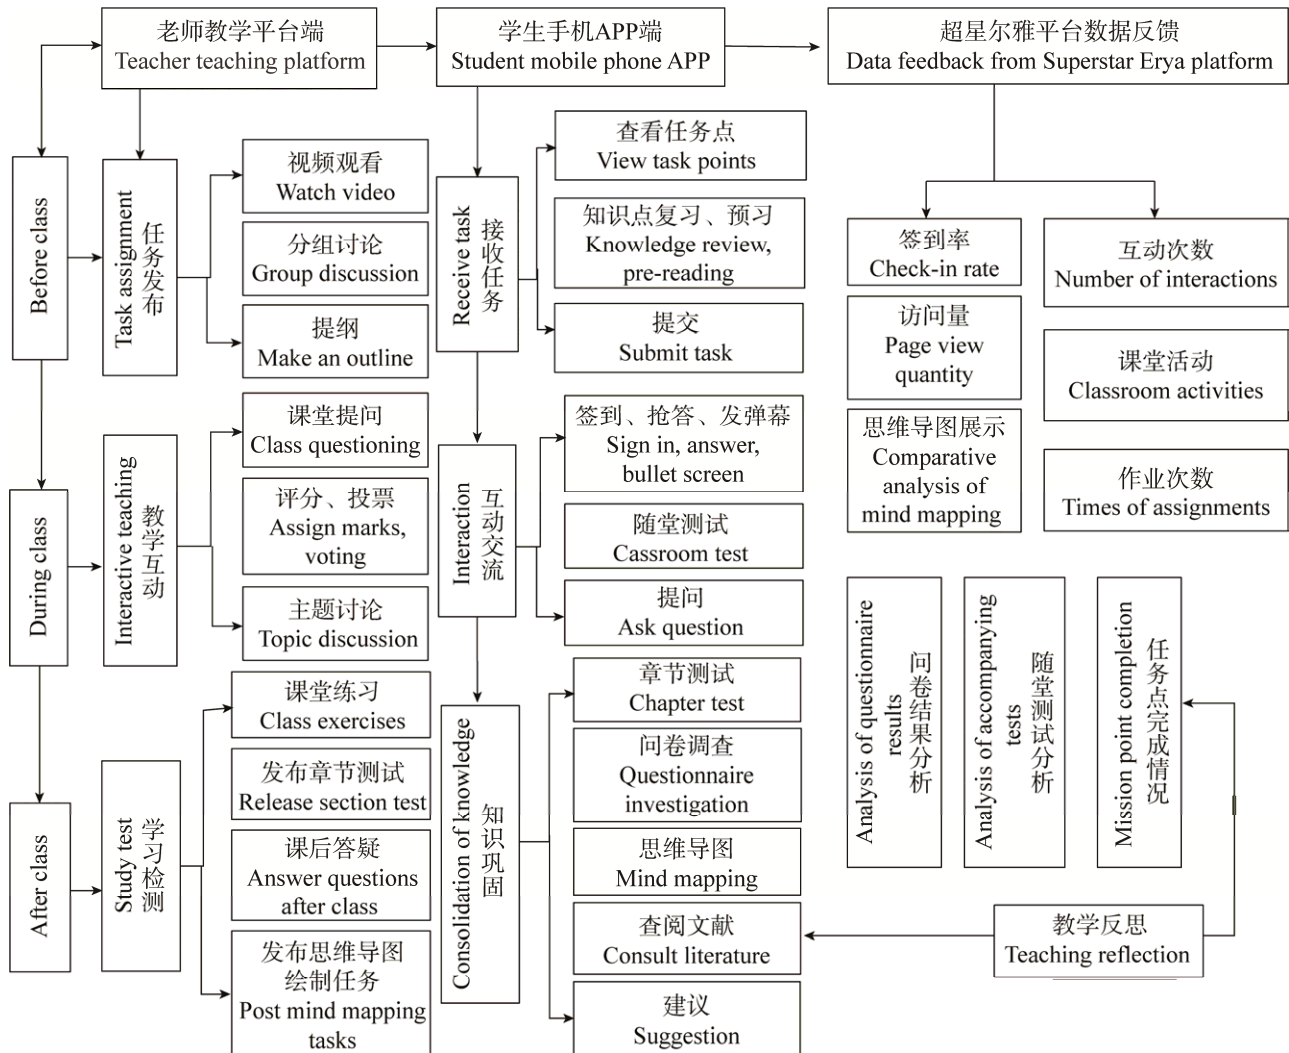 老师教学平台端
Teacher teaching platform
学生手机APP端
Student mobile phone APP
超星尔雅平台数据反馈
Data feedback from Superstar Erya platform
Before class
Task assignment
任务发布
视频观看
Watch video
分组讨论
Group discussion
提纲
Make an outline
Receive task
接收任务
查看任务点
View task points
知识点复习、预习
Knowledge review,
pre-reading
提交
Submit task
签到率
Check-in rate
访问量
Page view
quantity
思维导图展示
Comparative
analysis of
mind mapping
互动次数
Number of interactions
课堂活动
Classroom activities
作业次数
Times of assignments
During class
Interactive teaching
教学互动
课堂提问
Class questioning
评分、投票
Assign marks,
voting
主题讨论
Topic discussion
Interaction
互动交流
签到、抢答、发弹幕
Sign in, answer,
bullet screen
随堂测试
Cassroom test
提问
Ask question
Analysis of questionnaire
results
问卷结果分析
Analysis of accompanying
tests
随堂测试分析
Mission point completion
任务点完成情况
After class
Study test
学习检测
课堂练习
Class exercises
发布章节测试
Release section test
课后答疑
Answer questions
after class
发布思维导图
绘制任务
Post mind mapping
tasks
Consolidation of knowledge
知识巩固
章节测试
Chapter test
问卷调查
Questionnaire
investigation
思维导图
Mind mapping
查阅文献
Consult literature
建议
Suggestion
教学反思
Teaching reflection